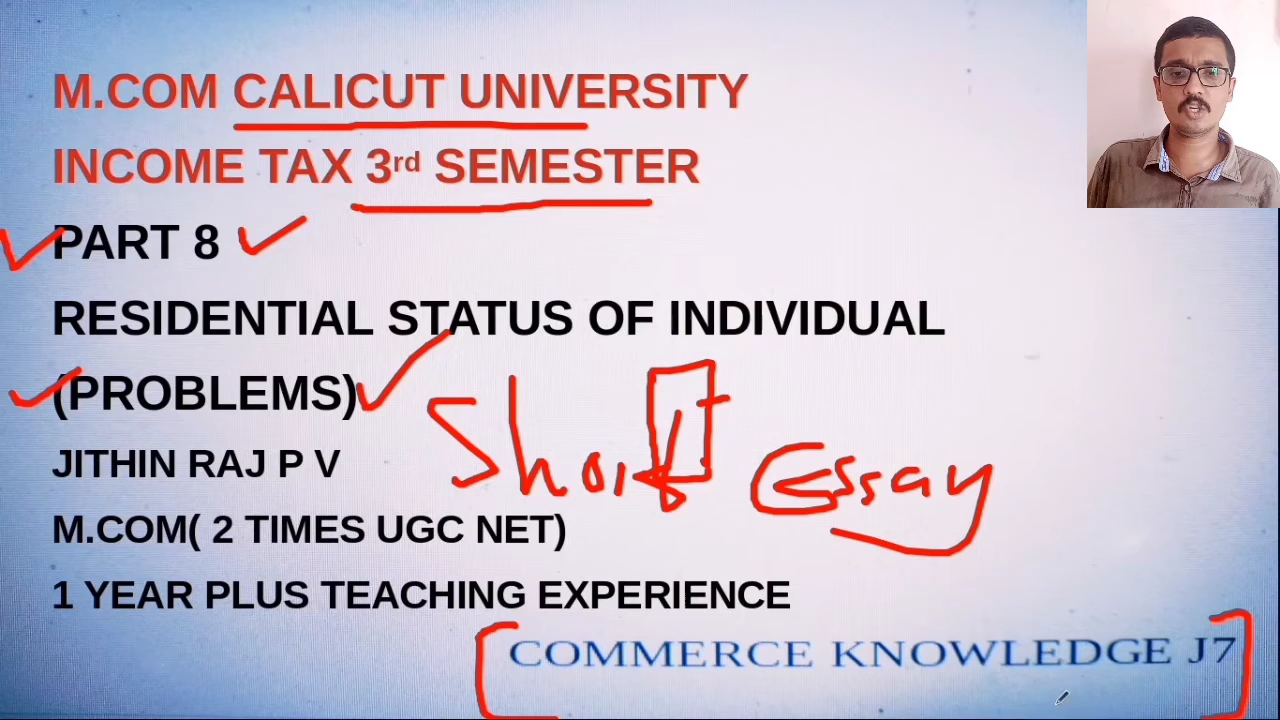 M.COM CALICUT UNIVERSITY
INCOME TAX 3rd SEMESTER
PART 8
RESIDENTIAL STATUS OF INDIVIDUAL
(PROBLEMS)
Short Essay
JITHIN RAJ P V
M.COM( 2 TIMES UGC NET)
1 YEAR PLUS TEACHING EXPERIENCE
COMMERCE KNOWLEDGE J7